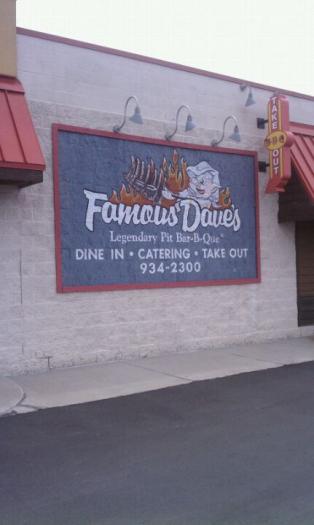 Famous Dave's
Legendary Pit Bar-B-Que
DINE IN • CATERING • TAKE OUT
934-2300
TAKE
OUT